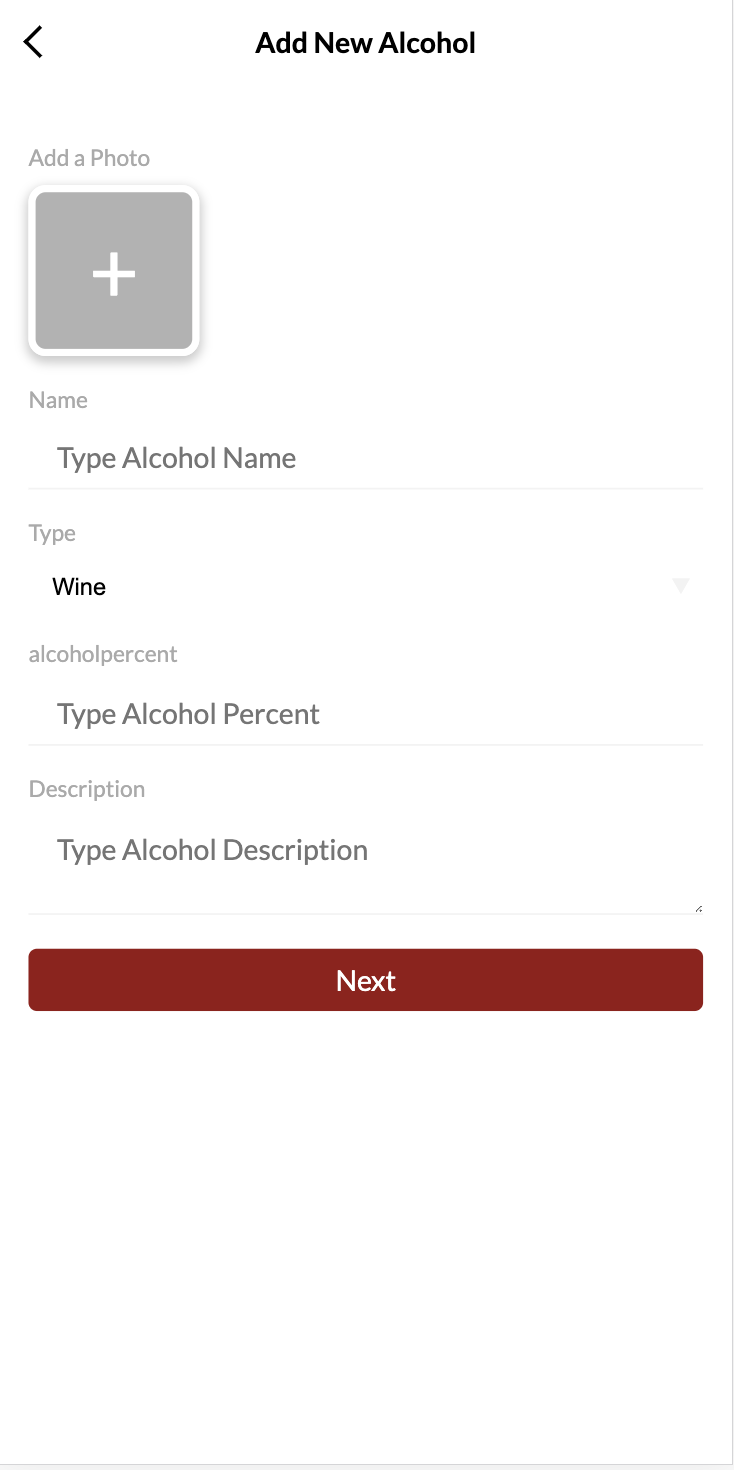 Add New Alcohol
Add a Photo
Name
Type Alcohol Name
Type
Wine
alcoholpercent
Type Alcohol Percent
Description
Type Alcohol Description
Next